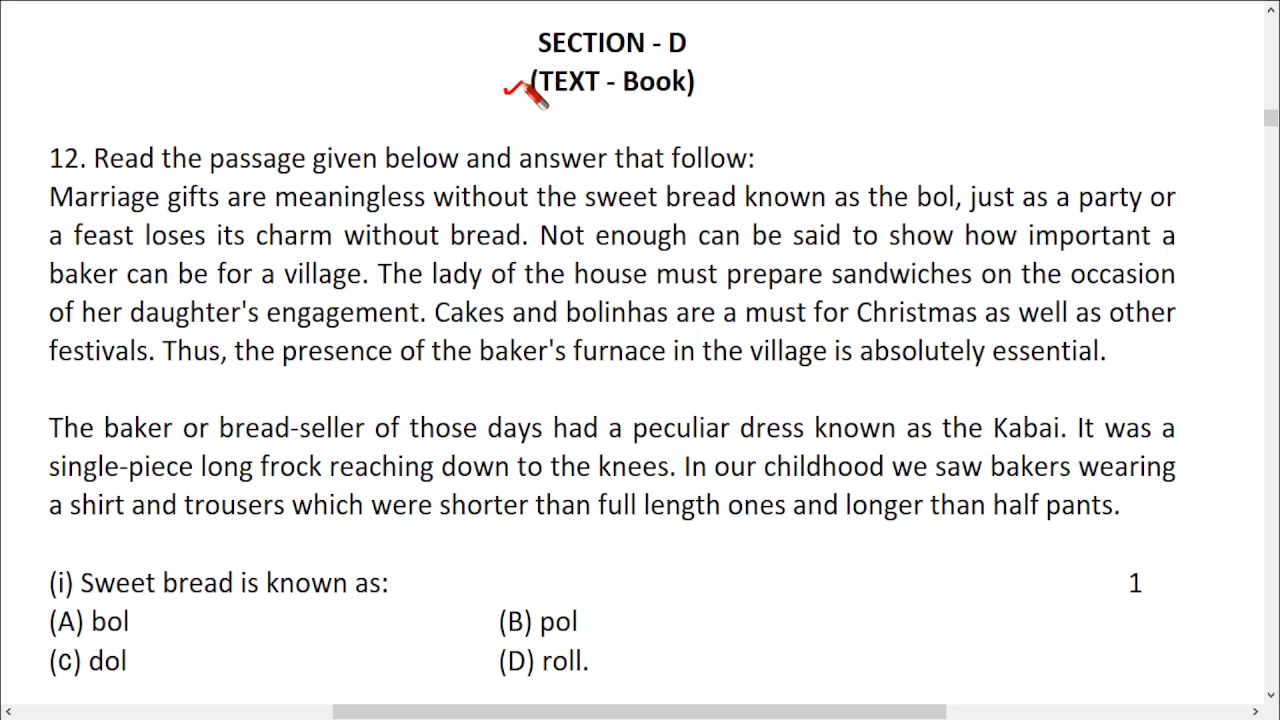 SECTION - D
(TEXT - Book)
12. Read the passage given below and answer that follow:
Marriage gifts are meaningless without the sweet bread known as the bol, just as a party or
a feast loses its charm without bread. Not enough can be said to show how important a
baker can be for a village. The lady of the house must prepare sandwiches on the occasion
of her daughter's engagement. Cakes and bolinhas are a must for Christmas as well as other
festivals. Thus, the presence of the baker's furnace in the village is absolutely essential.
The baker or bread-seller of those days had a peculiar dress known as the Kabai. It was a
single-piece long frock reaching down to the knees. In our childhood we saw bakers wearing
a shirt and trousers which were shorter than full length ones and longer than half pants.
(i) Sweet bread is known as: 1
(A) bol (B) pol
(C) dol (D) roll.